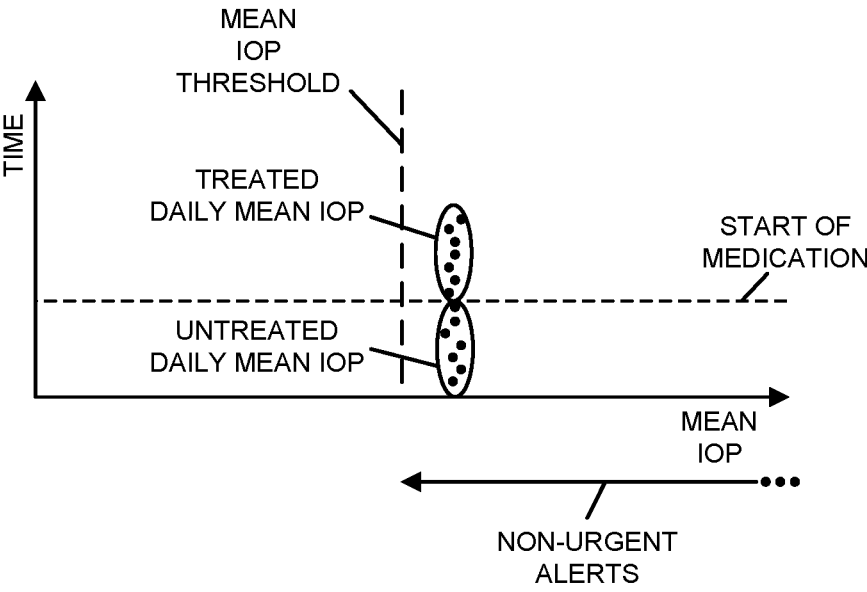 MEAN
IOP
THRESHOLD
TIME
TREATED
DAILY MEAN IOP
START OF
MEDICATION
UNTREATED
DAILY MEAN IOP
MEAN
IOP
NON-URGENT
ALERTS